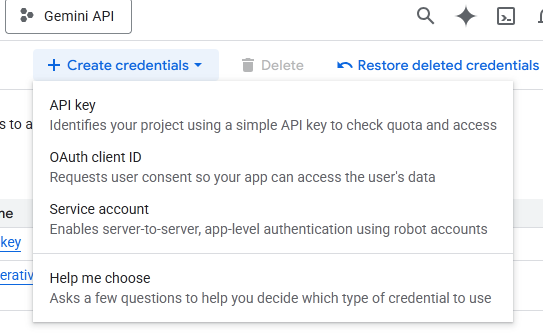 Gemini API
Create credentials
Delete
Restore deleted credentials
API key
s to a
Identifies your project using a simple API key to check quota and access
OAuth client ID
Requests user consent so your app can access the user's data
Service account
me
Enables server-to-server, app-level authentication using robot accounts
key
Help me choose
erativ
Asks a few questions to help you decide which type of credential to use